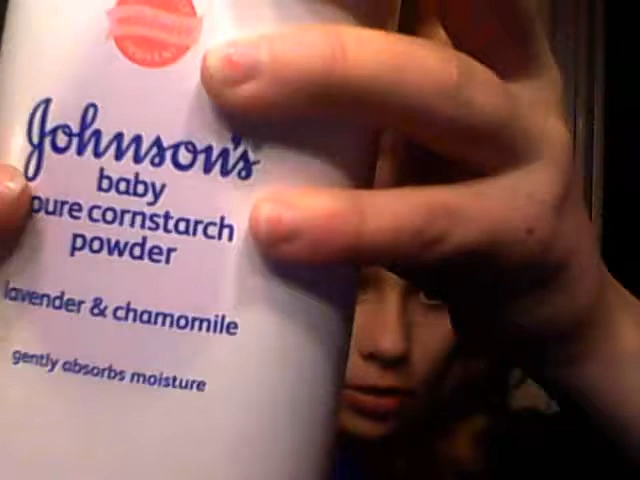 Johnson's
baby
pure cornstarch
powder
lavender & chamomile
gently absorbs moisture